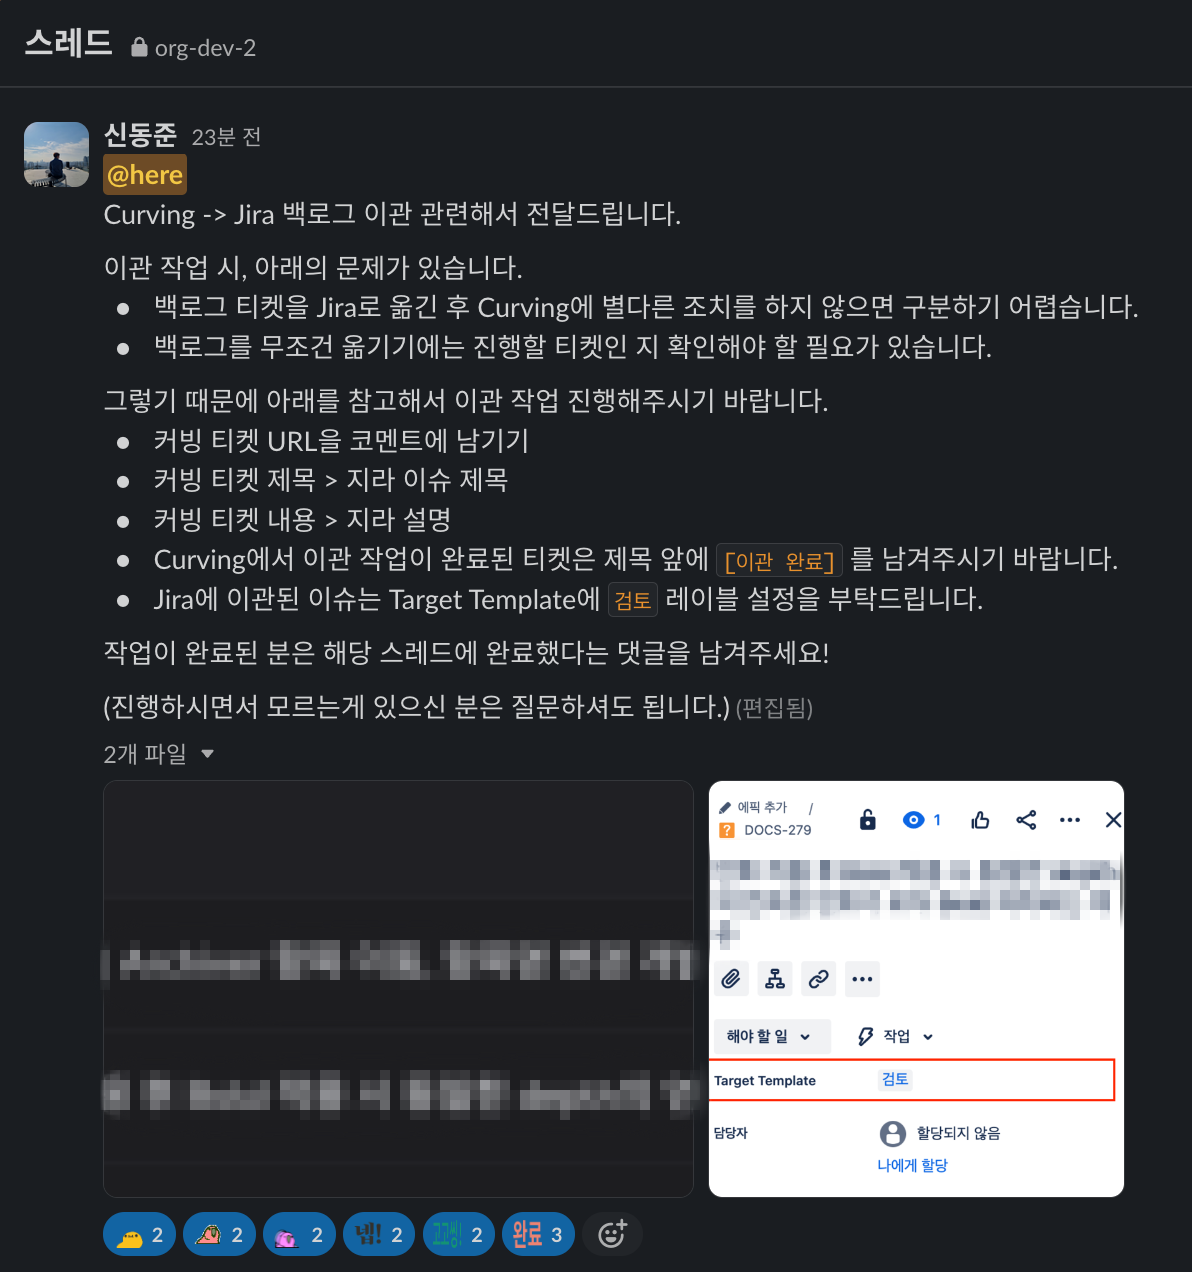 스레드 org-dev-2
신동준 23분 전
@here
Curving -> Jira 백로그 이관 관련해서 전달드립니다.
이관 작업 시, 아래의 문제가 있습니다.
● 백로그 티켓을 Jira로 옮긴 후 Curving에 별다른 조치를 하지 않으면 구분하기 어렵습니다.
● 백로그를 무조건 옮기기에는 진행할 티켓인 지 확인해야 할 필요가 있습니다.
그렇기 때문에 아래를 참고해서 이관 작업 진행해주시기 바랍니다.
● 커빙 티켓 URL을 코멘트에 남기기
● 커빙 티켓 제목 > 지라 이슈 제목
● 커빙 티켓 내용 > 지라 설명
● Curving에서 이관 작업이 완료된 티켓은 제목 앞에 [이관 완료] 를 남겨주시기 바랍니다.
● Jira에 이관된 이슈는 Target Template에 검토 레이블 설정을 부탁드립니다.
작업이 완료된 분은 해당 스레드에 완료했다는 댓글을 남겨주세요!
(진행하시면서 모르는게 있으신 분은 질문하셔도 됩니다.) (편집됨)
2개 파일
에픽 추가 /
DOCS-279
1
해야 할 일
작업
Target Template 검토
담당자 할당되지 않음
나에게 할당
2 2 2 넵! 2 고고씽! 2 완료 3